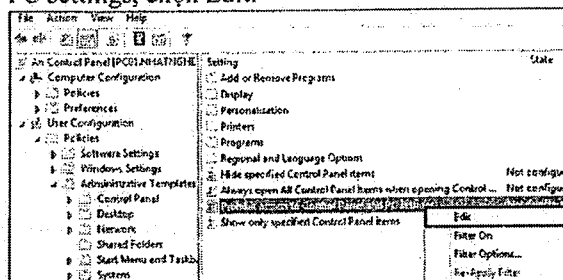 PC settings, chọn Edit
File Action View Help
An Control Panel [PC01.NHATNGHE
Computer Configuration
Policies
Preferences
User Configuration
Policies
Software Settings
Windows Settings
Administrative Templates
Control Panel
Desktop
Network
Shared Folders
Start Menu and Taskb
System
Setting State
Add or Remove Programs
Display
Personalization
Printers
Programs
Regional and Language Options
Hide specified Control Panel items Not configu
Always open All Control Panel Items when opening Control ... Not configu
Show only specified Control Panel items
Edit
Filter On
Filter Options...
Re-Apply Filter